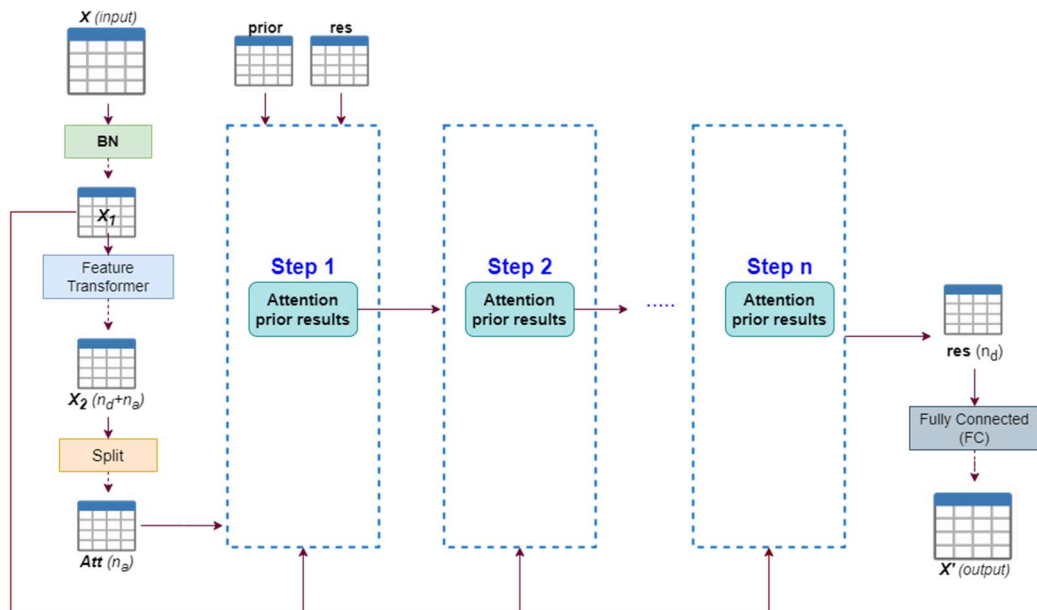 X (input)
prior
res
BN
X1
Feature
Transformer
X2 (nd+na)
Split
Att (na)
Step 1
Attention
prior results
Step 2
Attention
prior results
.....
Step n
Attention
prior results
res (nd)
Fully Connected
(FC)
X' (output)